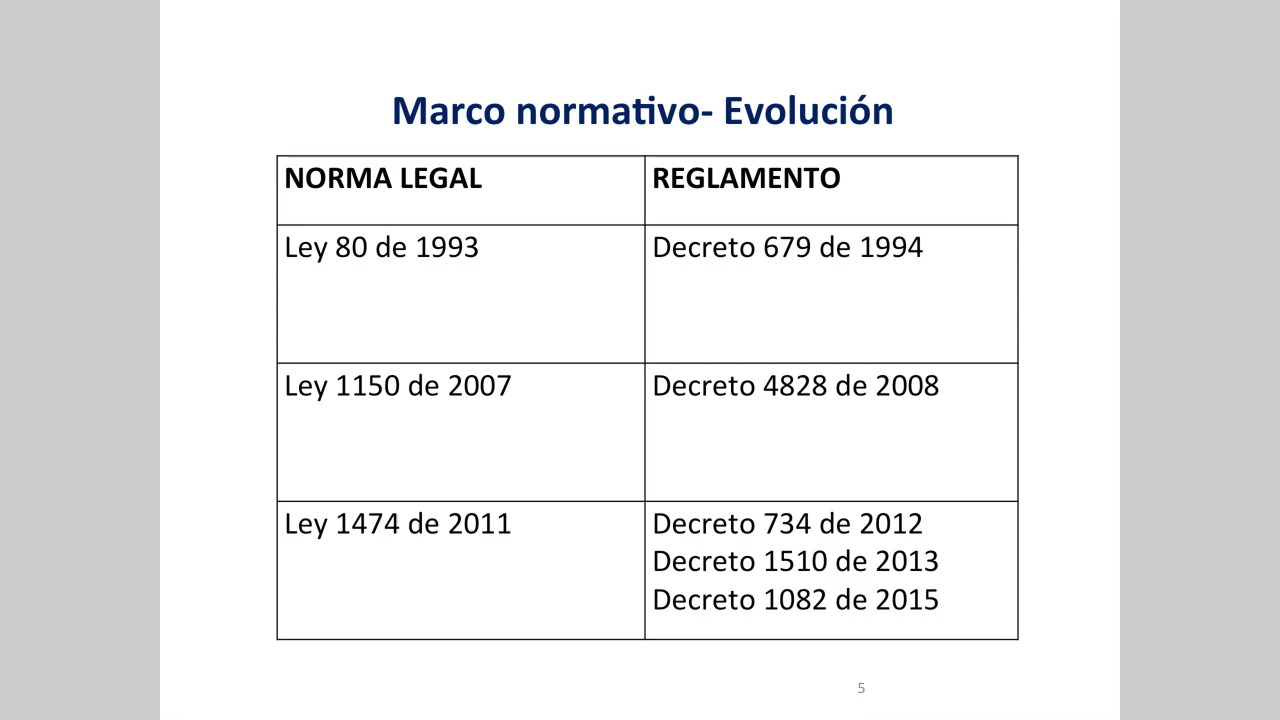 Marco normativo- Evolución
NORMA LEGAL
REGLAMENTO
Ley 80 de 1993
Decreto 679 de 1994
Ley 1150 de 2007
Decreto 4828 de 2008
Ley 1474 de 2011
Decreto 734 de 2012
Decreto 1510 de 2013
Decreto 1082 de 2015
5